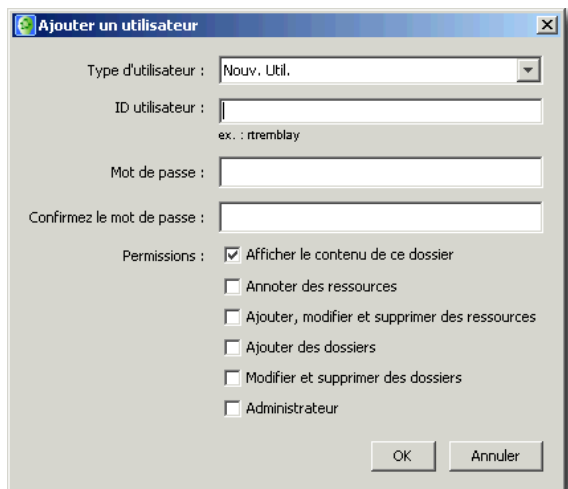 Ajouter un utilisateur
Type d'utilisateur : Nouv. Util.
ID utilisateur :
ex. : rtremblay
Mot de passe :
Confirmez le mot de passe :
Permissions : Afficher le contenu de ce dossier
Annoter des ressources
Ajouter, modifier et supprimer des ressources
Ajouter des dossiers
Modifier et supprimer des dossiers
Administrateur
OK Annuler